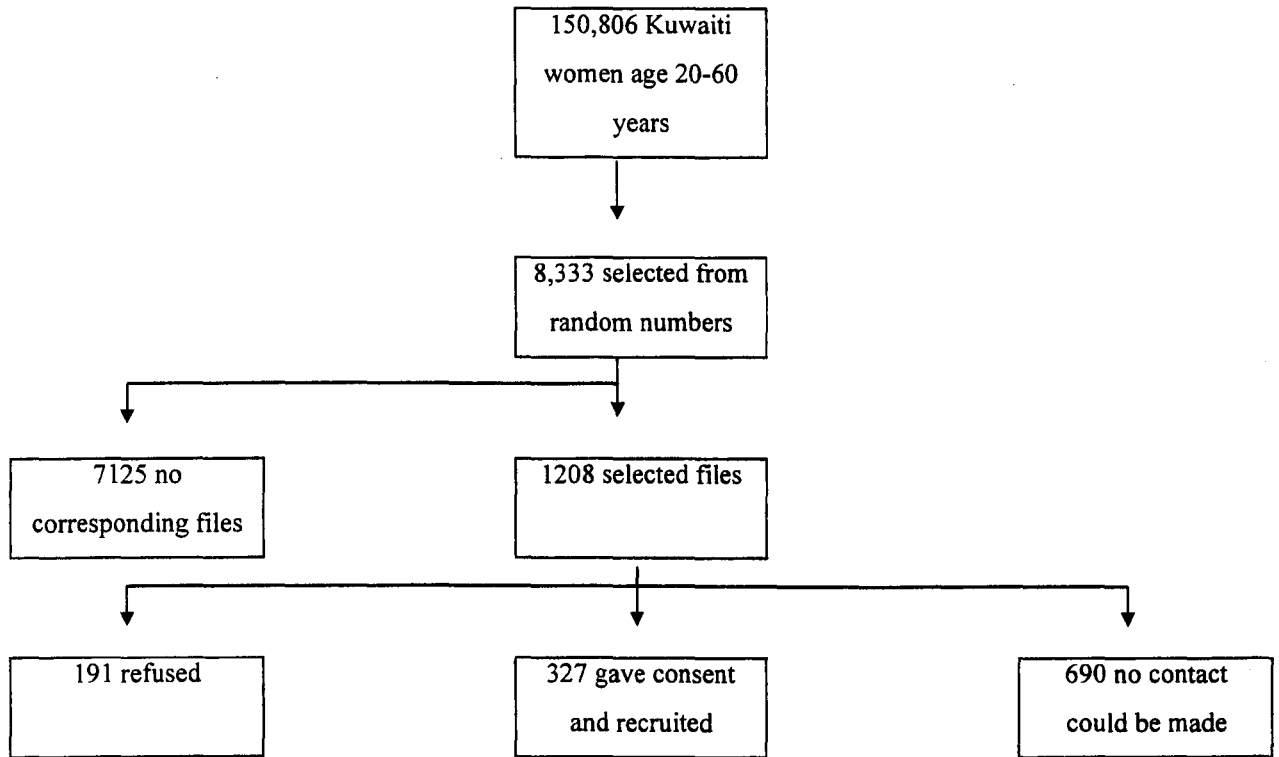 150,806 Kuwaiti
women age 20-60
years
8,333 selected from
random numbers
7125 no
corresponding files
1208 selected files
191 refused
327 gave consent
and recruited
690 no contact
could be made